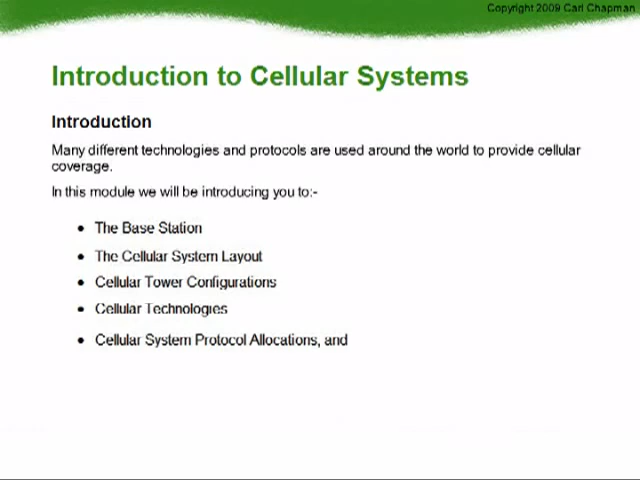 Copyright 2009 Carl Chapman
Introduction to Cellular Systems
Introduction
Many different technologies and protocols are used around the world to provide cellular
coverage.
In this module we will be introducing you to:-
• The Base Station
• The Cellular System Layout
• Cellular Tower Configurations
• Cellular Technologies
• Cellular System Protocol Allocations, and